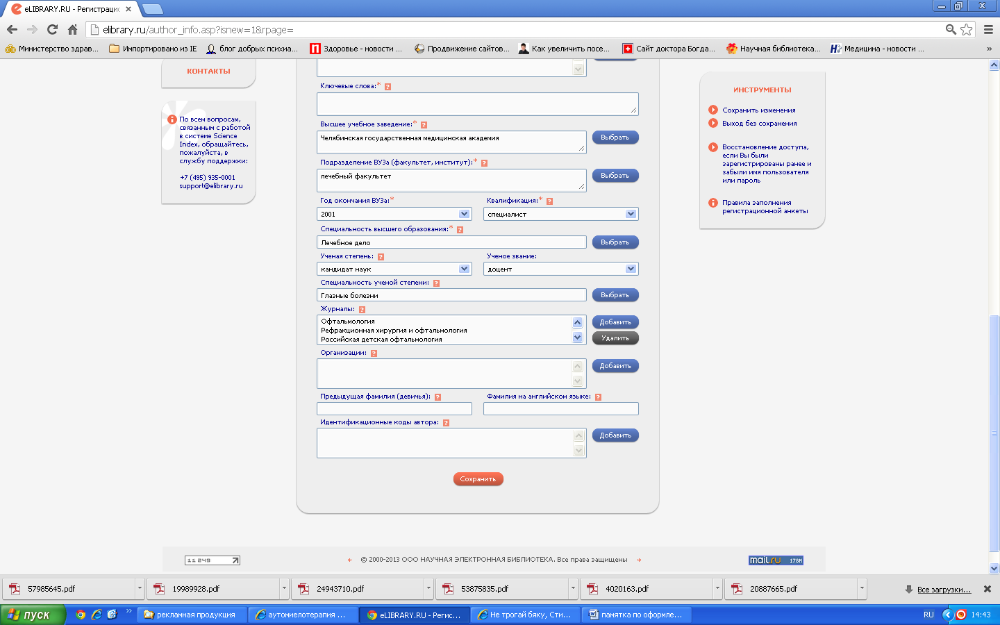 eLIBRARY.RU - Регистраци
elibrary.ru/author_info.asp?isnew=1&rpage=
Министерство здрав...
Импортировано из IE
блог добрых психиа...
Здоровье - новости ...
Продвижение сайтов...
Как увеличить посе...
Сайт доктора Богда...
Научная библиотека...
Медицина - новости ...
»
КОНТАКТЫ
По всем вопросам,
связанным с работой
в системе Science
Index, обращайтесь,
пожалуйста, в
службу поддержки:
+7 (495) 935-0001
support@elibrary.ru
Ключевые слова:* ?
Высшее учебное заведение:* ?
Челябинская государственная медицинская академия
Выбрать
Подразделение ВУЗа (факультет, институт):* ?
лечебный факультет
Выбрать
Год окончания ВУЗа:*
Квалификация:* ?
2001
специалист
Специальность высшего образования:* ?
Лечебное дело
Выбрать
Ученая степень: ?
Ученое звание:
кандидат наук
доцент
Специальность ученой степени: ?
Глазные болезни
Выбрать
Журналы: ?
Офтальмология
Рефракционная хирургия и офтальмология
Российская детская офтальмология
Добавить
Удалить
Организации: ?
Добавить
Предыдущая фамилия (девичья): ?
Фамилия на английском языке: ?
Идентификационные коды автора: ?
Добавить
Сохранить
ИНСТРУМЕНТЫ
Сохранить изменения
Выход без сохранения
Восстановление доступа,
если Вы были
зарегистрированы ранее и
забыли имя пользователя
или пароль
Правила заполнения
регистрационной анкеты
11249
* © 2000-2013 ООО НАУЧНАЯ ЭЛЕКТРОННАЯ БИБЛИОТЕКА. Все права защищены *
mail.ru 178M
57985645.pdf
19989928.pdf
24943710.pdf
53875835.pdf
4020163.pdf
20887665.pdf
Все загрузки...
пуск
»
рекламная продукция
аутомиелотерапия ...
eLIBRARY.RU - Регис...
Не трогай бяку, Сти...
памятка по оформле...
RU
14:43